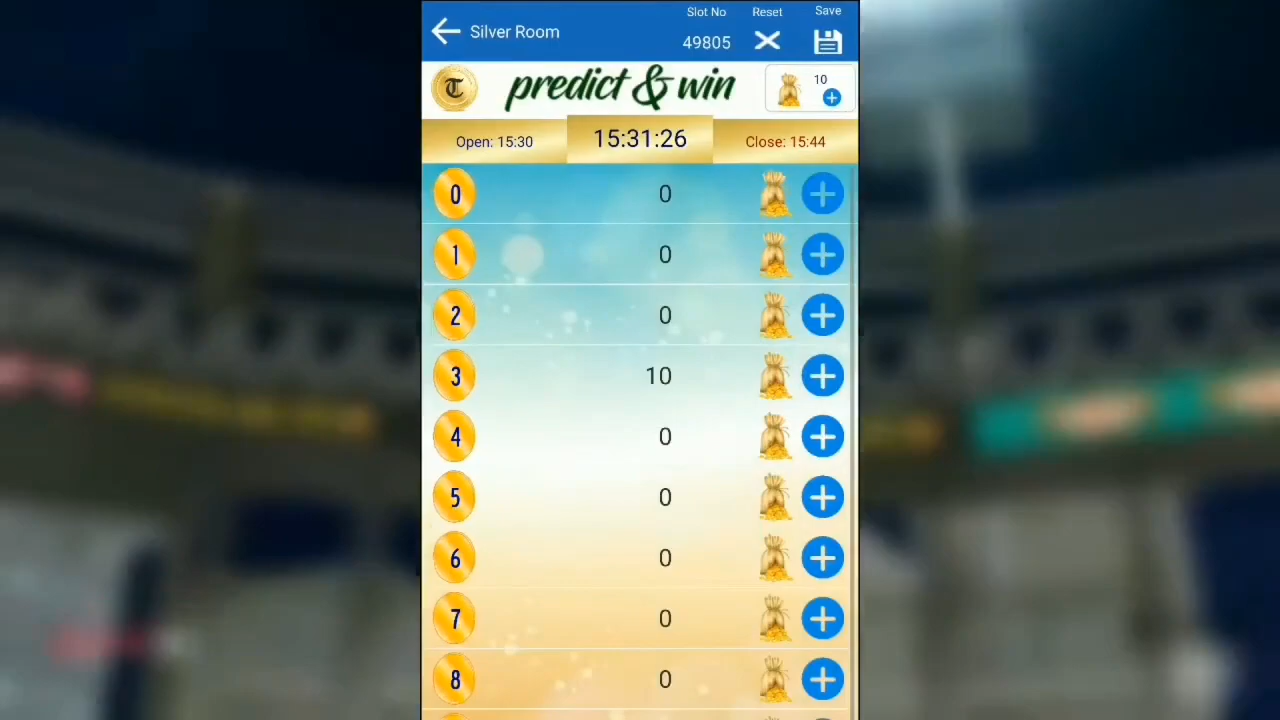 Slot No Reset Save
Silver Room 49805
predict & win 10
T
Open: 15:30 15:31:26 Close: 15:44
0 0
1 0
2 0
3 10
4 0
5 0
6 0
7 0
8 0